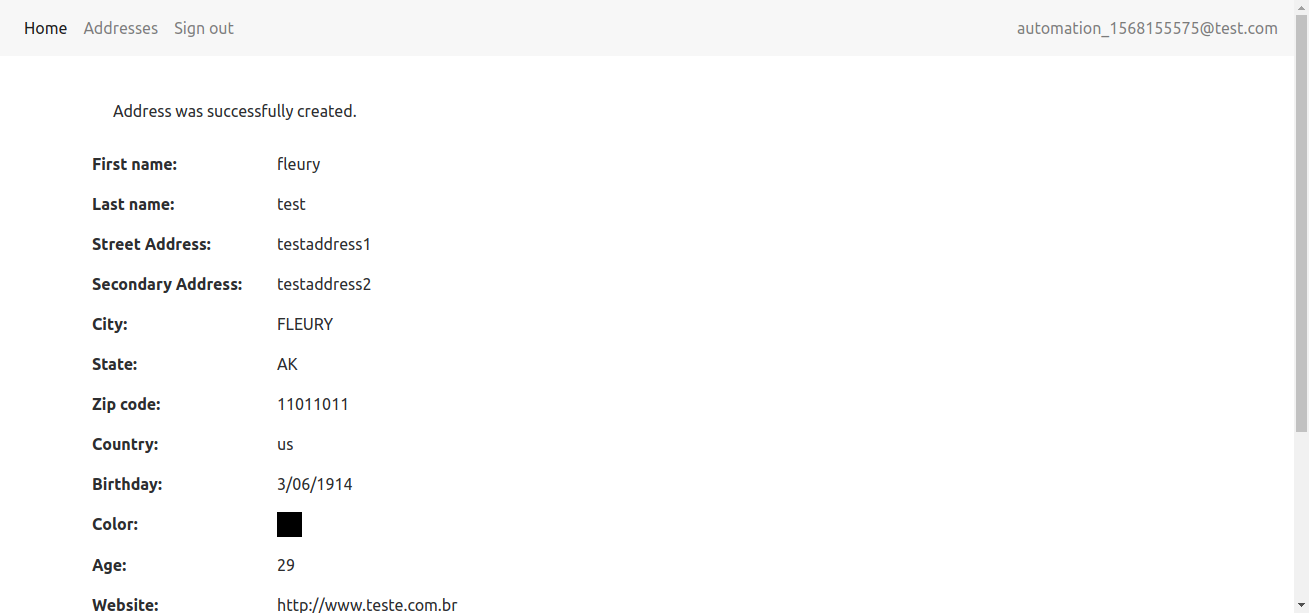 Home Addresses Sign out automation_1568155575@test.com
Address was successfully created.
First name: fleury
Last name: test
Street Address: testaddress1
Secondary Address: testaddress2
City: FLEURY
State: AK
Zip code: 11011011
Country: us
Birthday: 3/06/1914
Color:
Age: 29
Website: http://www.teste.com.br